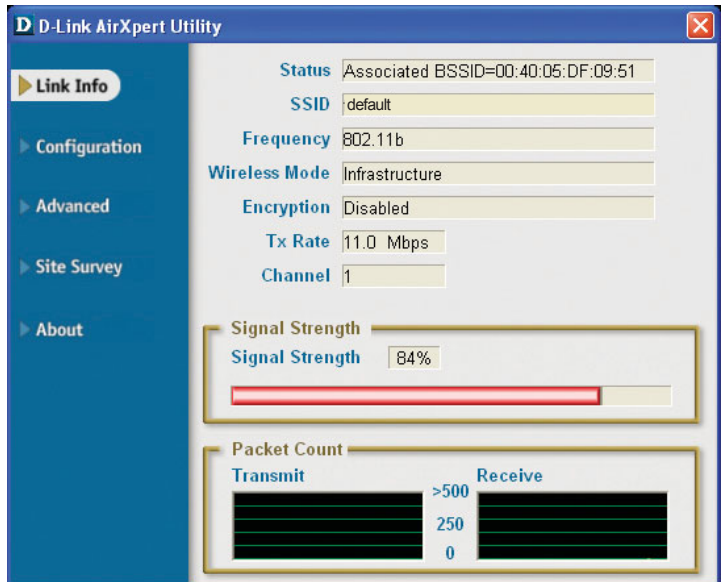 D D-Link AirXpert Utility
Link Info
Configuration
Advanced
Site Survey
About
Status Associated BSSID=00:40:05:DF:09:51
SSID default
Frequency 802.11b
Wireless Mode Infrastructure
Encryption Disabled
Tx Rate 11.0 Mbps
Channel 1
Signal Strength
Signal Strength 84%
Packet Count
Transmit Receive
>500
250
0